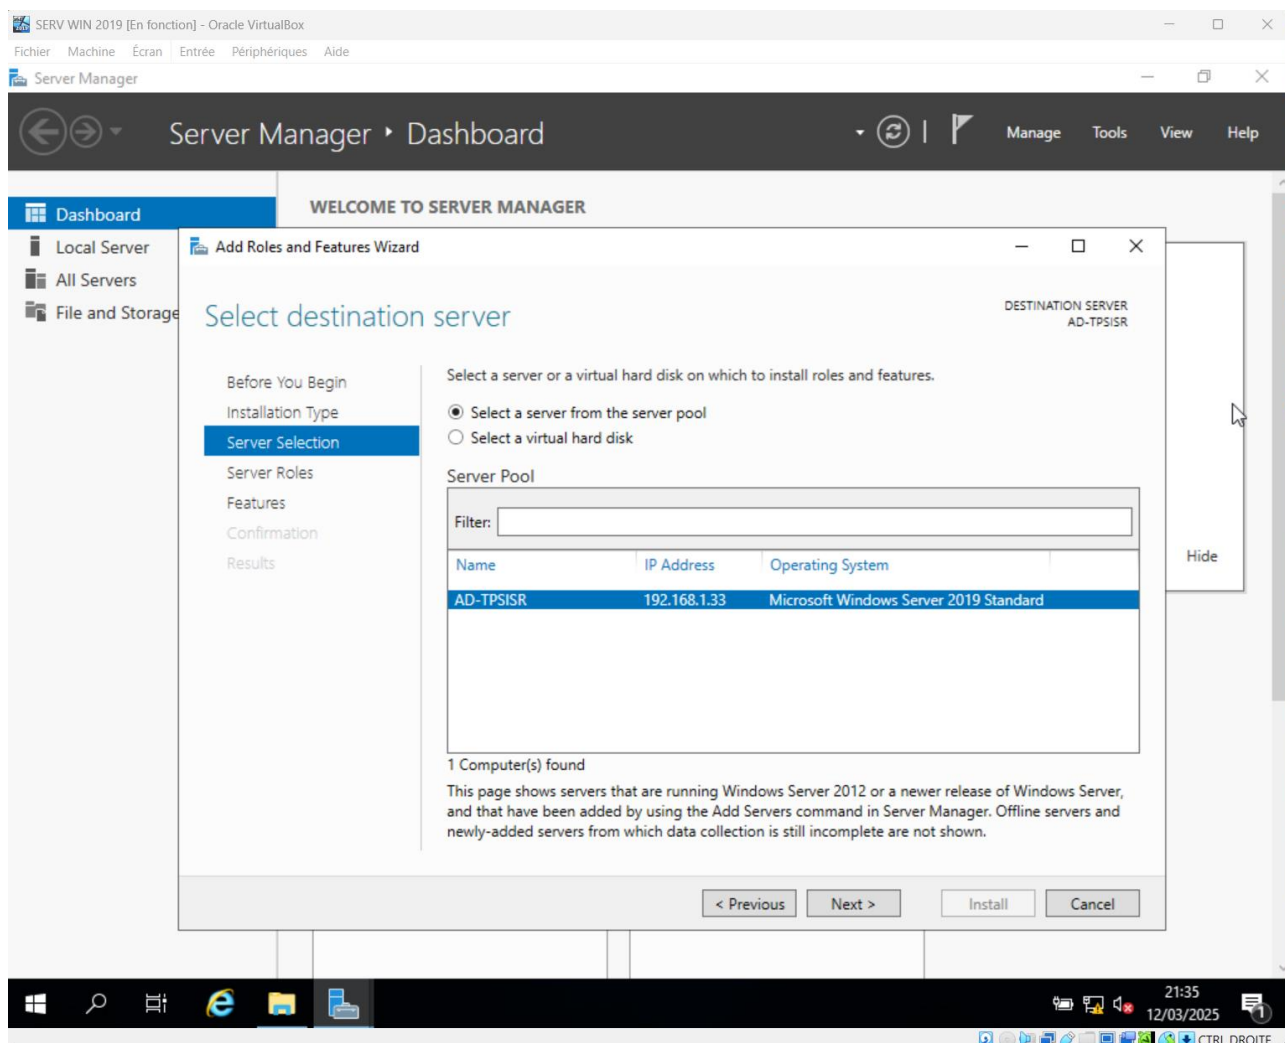 SERV WIN 2019 [En fonction] - Oracle VirtualBox
Fichier Machine Écran Entrée Périphériques Aide
Server Manager
Server Manager ‣ Dashboard
Manage Tools View Help
Dashboard
Local Server
All Servers
File and Storage
WELCOME TO SERVER MANAGER
Add Roles and Features Wizard
Select destination server
DESTINATION SERVER
AD-TPSISR
Before You Begin
Installation Type
Server Selection
Server Roles
Features
Confirmation
Results
Select a server or a virtual hard disk on which to install roles and features.
Select a server from the server pool
Select a virtual hard disk
Server Pool
Filter:
Name IP Address Operating System
AD-TPSISR 192.168.1.33 Microsoft Windows Server 2019 Standard
1 Computer(s) found
This page shows servers that are running Windows Server 2012 or a newer release of Windows Server,
and that have been added by using the Add Servers command in Server Manager. Offline servers and
newly-added servers from which data collection is still incomplete are not shown.
Hide
< Previous Next > Install Cancel
21:35
12/03/2025
1
CTRL DROITE